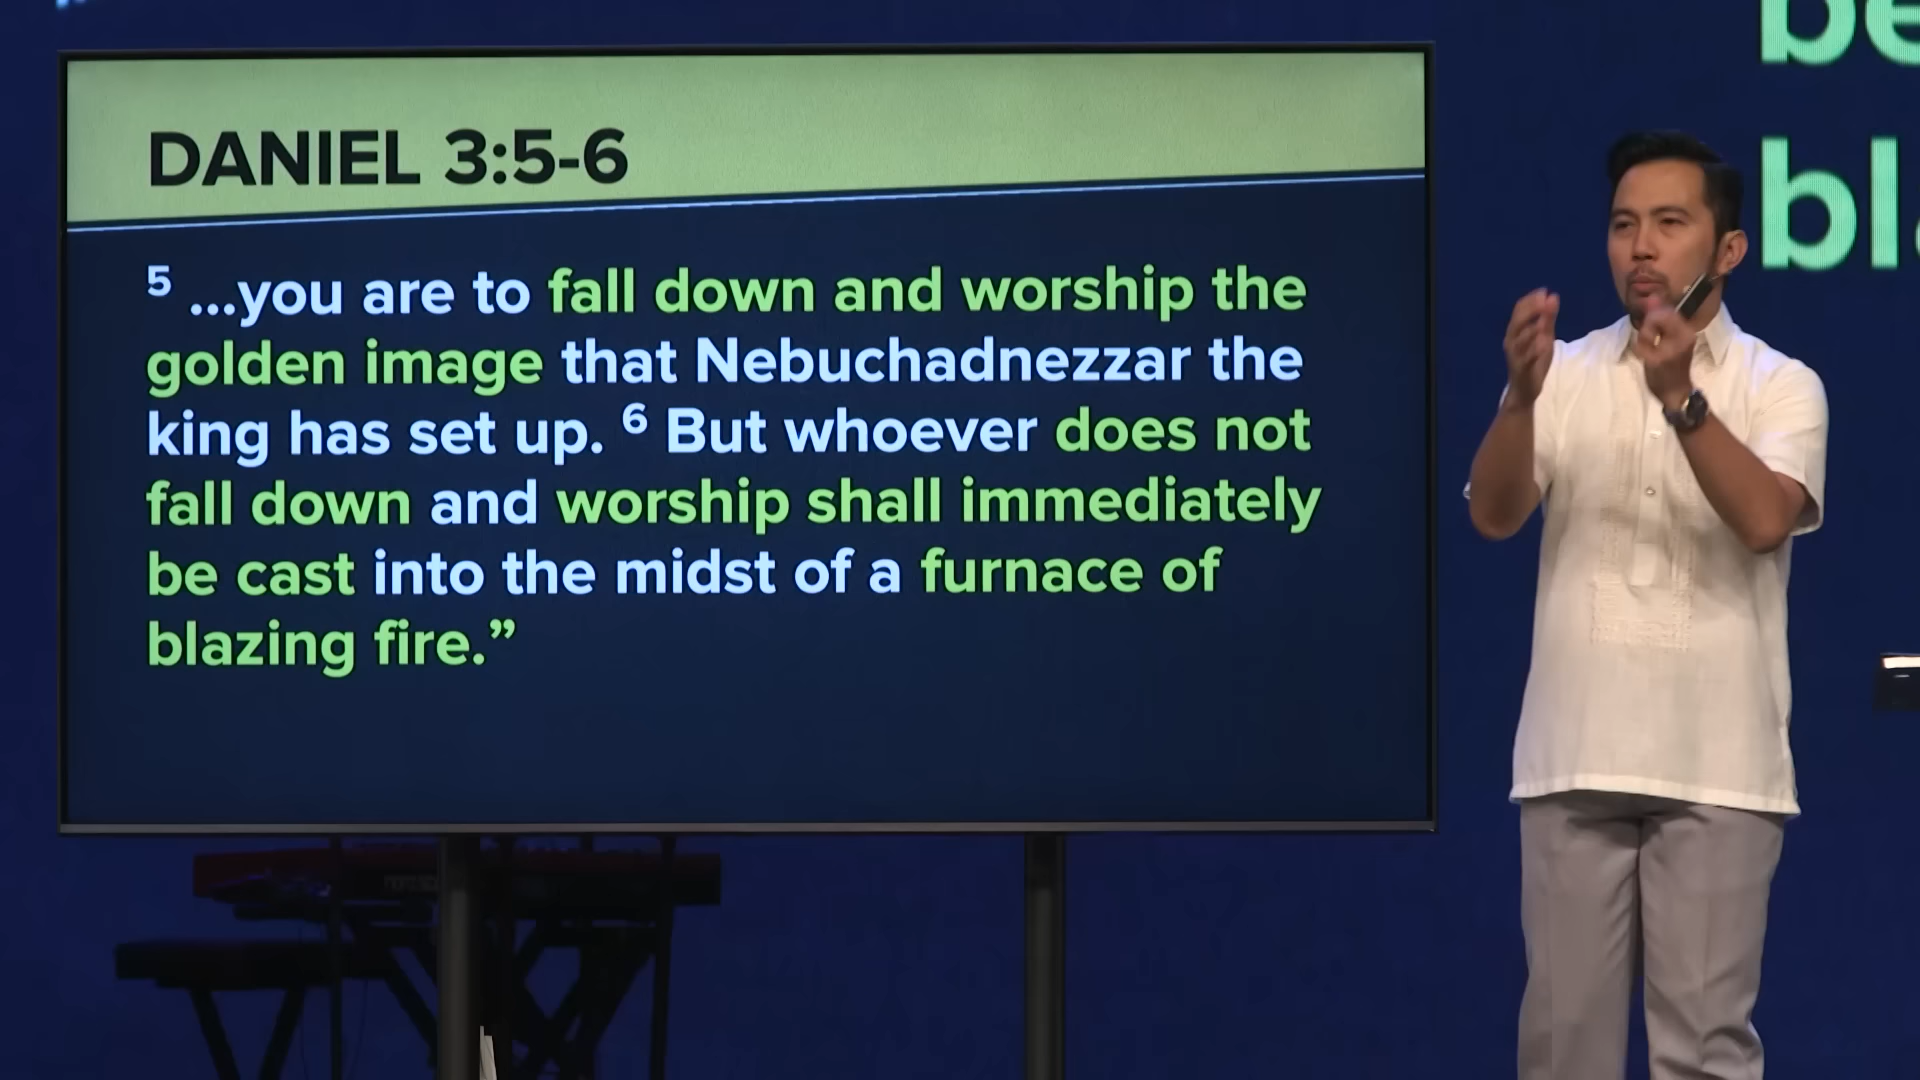 DANIEL 3:5-6
5 ...you are to fall down and worship the
golden image that Nebuchadnezzar the
king has set up. 6 But whoever does not
fall down and worship shall immediately
be cast into the midst of a furnace of
blazing fire.”
be
bl